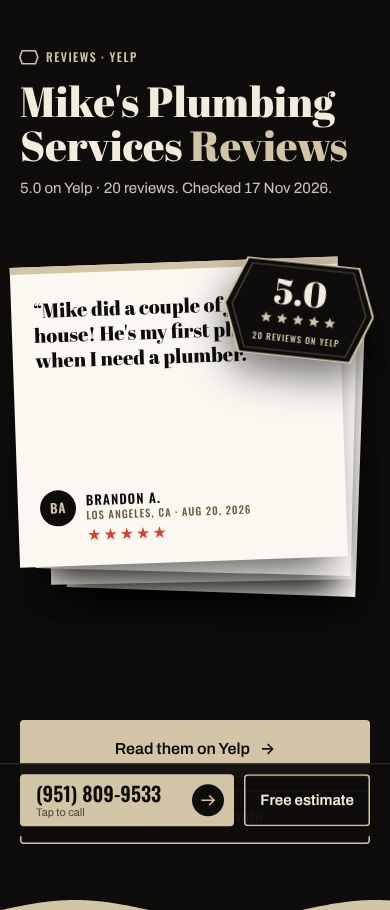 REVIEWS · YELP
Mike's Plumbing
Services Reviews
5.0 on Yelp · 20 reviews. Checked 17 Nov 2026.
5.0
20 REVIEWS ON YELP
“Mike did a couple of
house! He's my first
when I need a plumber.
BA
BRANDON A.
LOS ANGELES, CA · AUG 20, 2026
Read them on Yelp →
(951) 809-9533
Tap to call
Free estimate